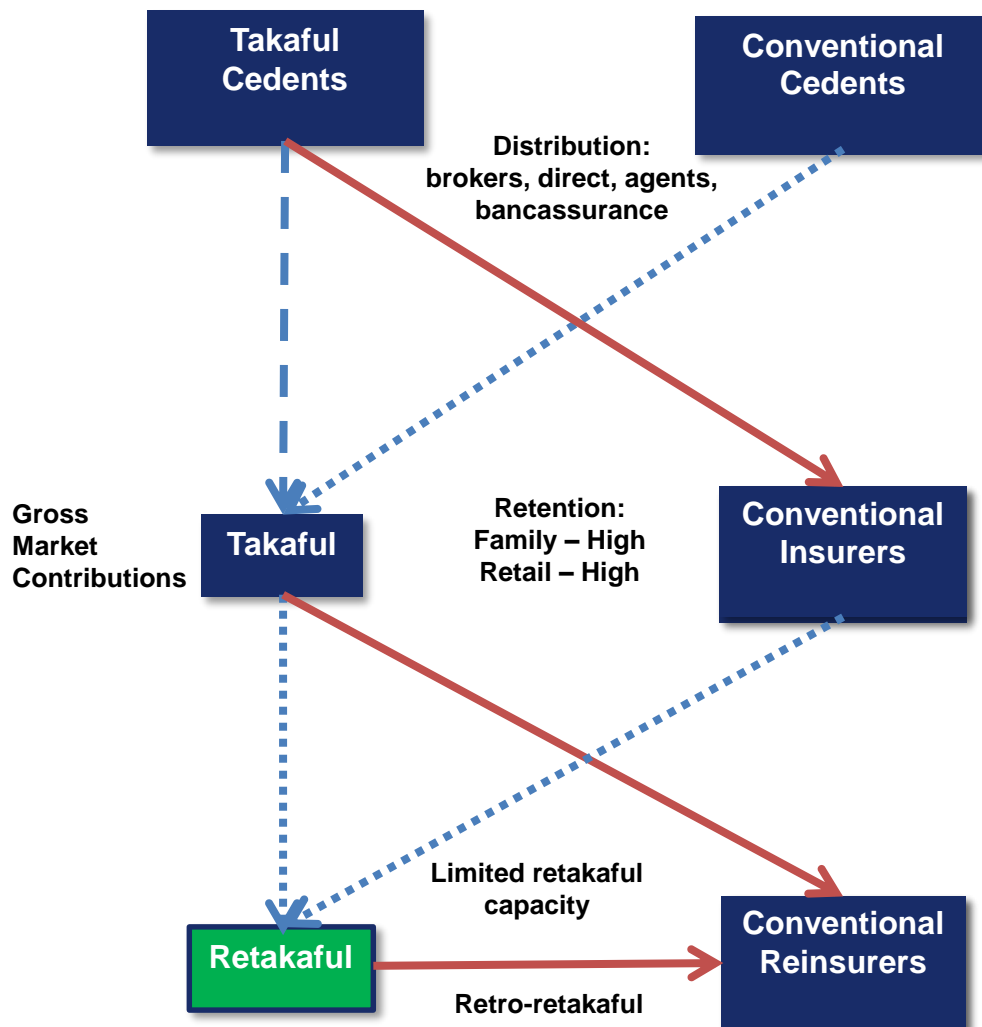 Takaful
Cedents
Conventional
Cedents
Distribution:
brokers, direct, agents,
bancassurance
Gross
Market
Contributions
Takaful
Retention:
Family – High
Retail – High
Conventional
Insurers
Limited retakaful
capacity
Retakaful
Conventional
Reinsurers
Retro-retakaful